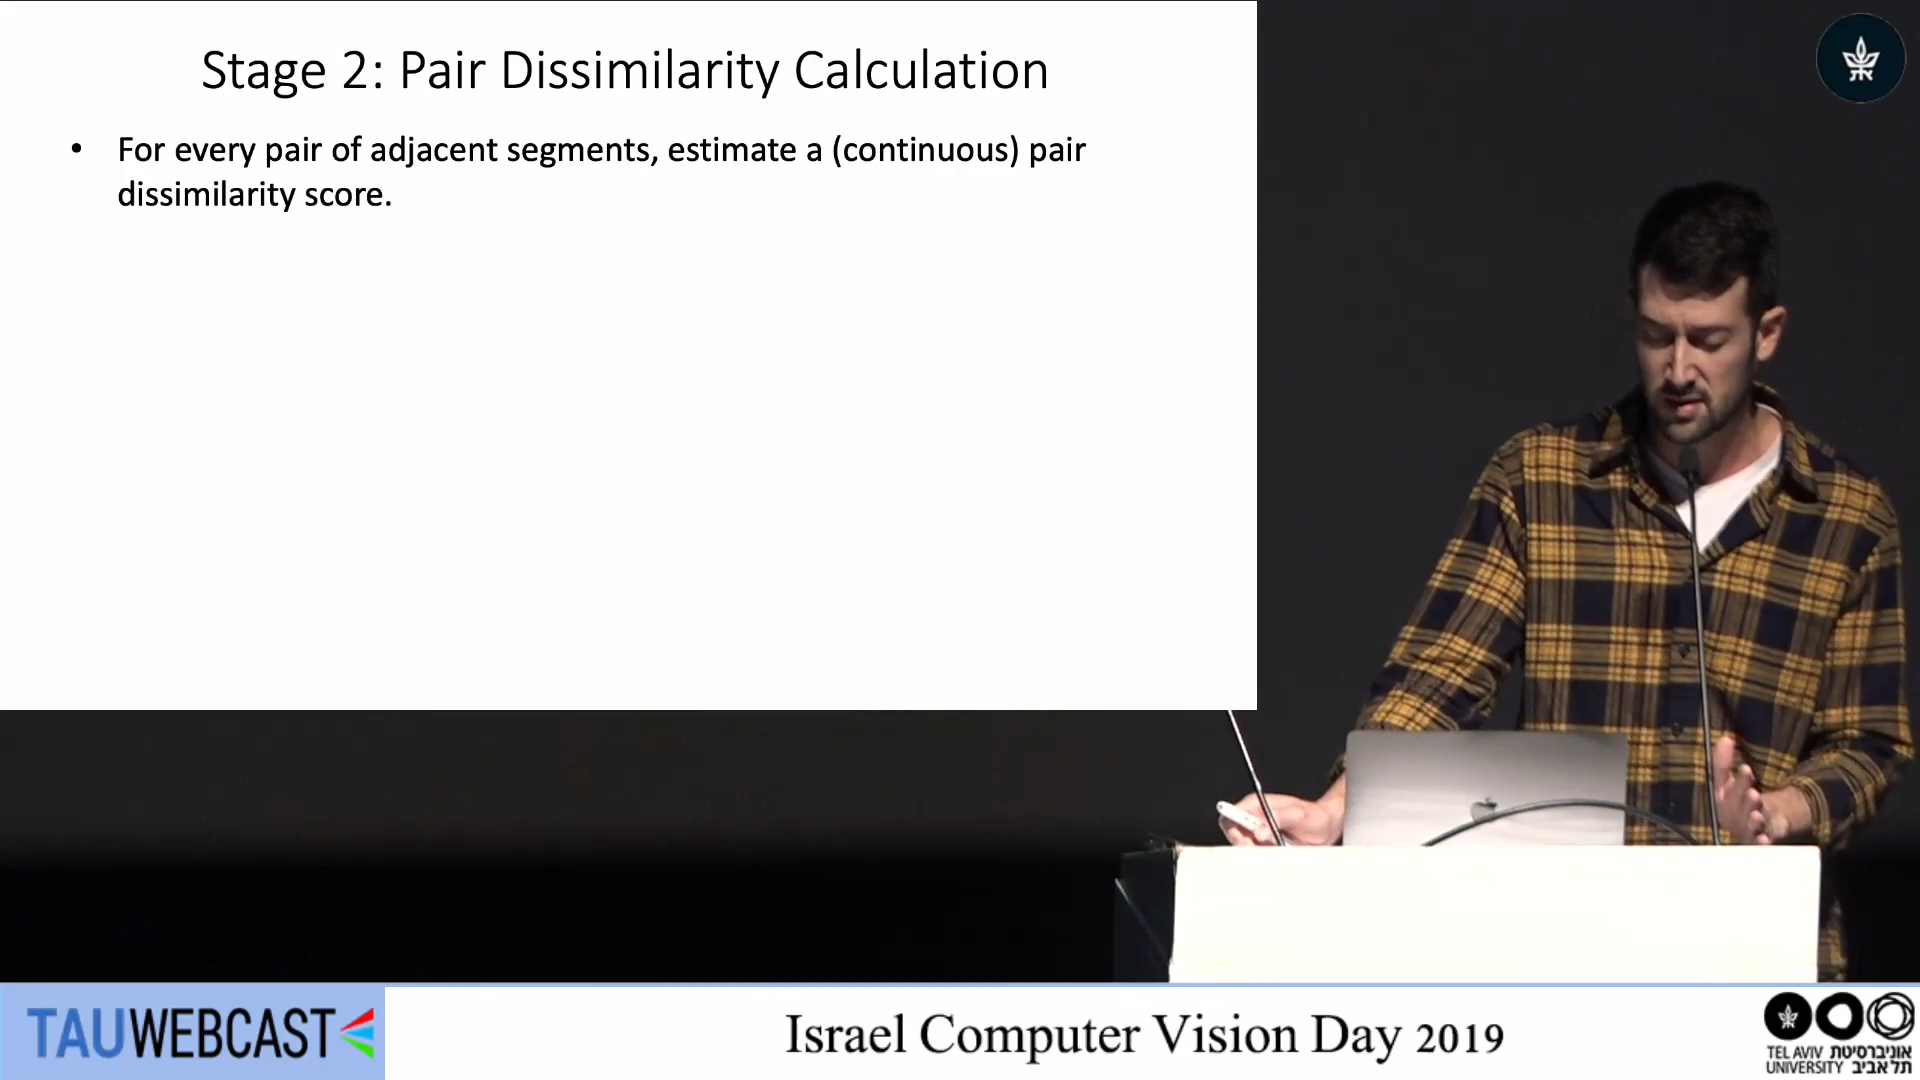 Stage 2: Pair Dissimilarity Calculation
• For every pair of adjacent segments, estimate a (continuous) pair
dissimilarity score.
TAUWEBCAST
Israel Computer Vision Day 2019
TEL AVIV אוניברסיטת
UNIVERSITY תל אביב